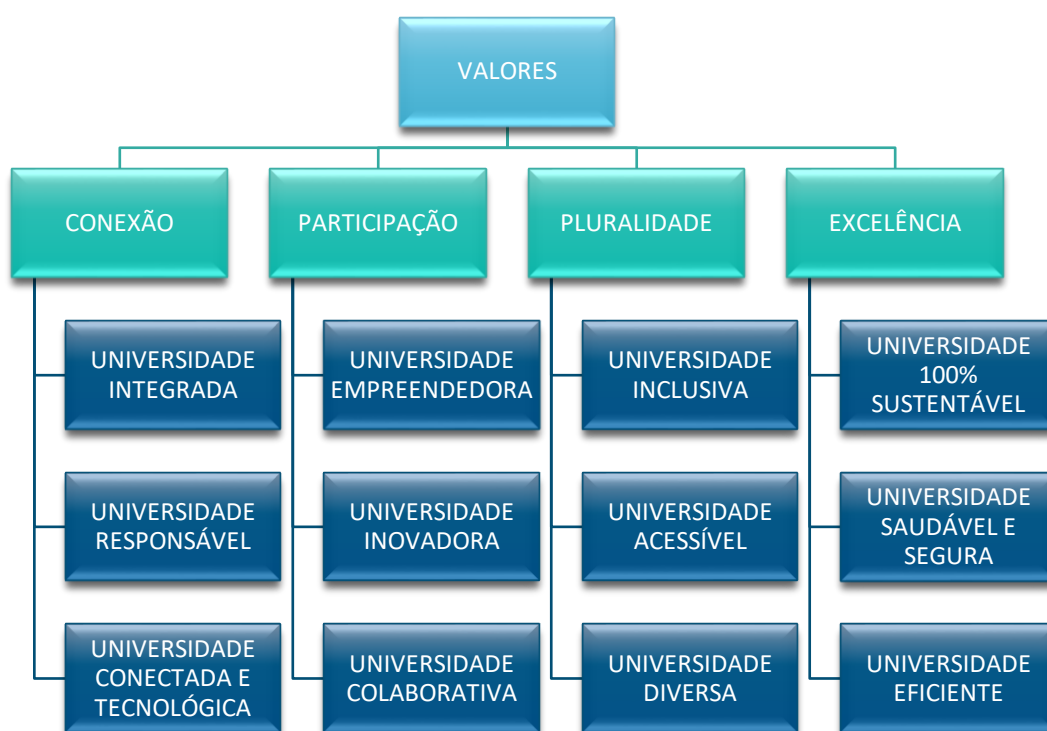 VALORES
CONEXÃO
PARTICIPAÇÃO
PLURALIDADE
EXCELÊNCIA
UNIVERSIDADE
INTEGRADA
UNIVERSIDADE
EMPREENDEDORA
UNIVERSIDADE
INCLUSIVA
UNIVERSIDADE
100%
SUSTENTÁVEL
UNIVERSIDADE
RESPONSÁVEL
UNIVERSIDADE
INOVADORA
UNIVERSIDADE
ACESSÍVEL
UNIVERSIDADE
SAUDÁVEL E
SEGURA
UNIVERSIDADE
CONECTADA E
TECNOLÓGICA
UNIVERSIDADE
COLABORATIVA
UNIVERSIDADE
DIVERSA
UNIVERSIDADE
EFICIENTE